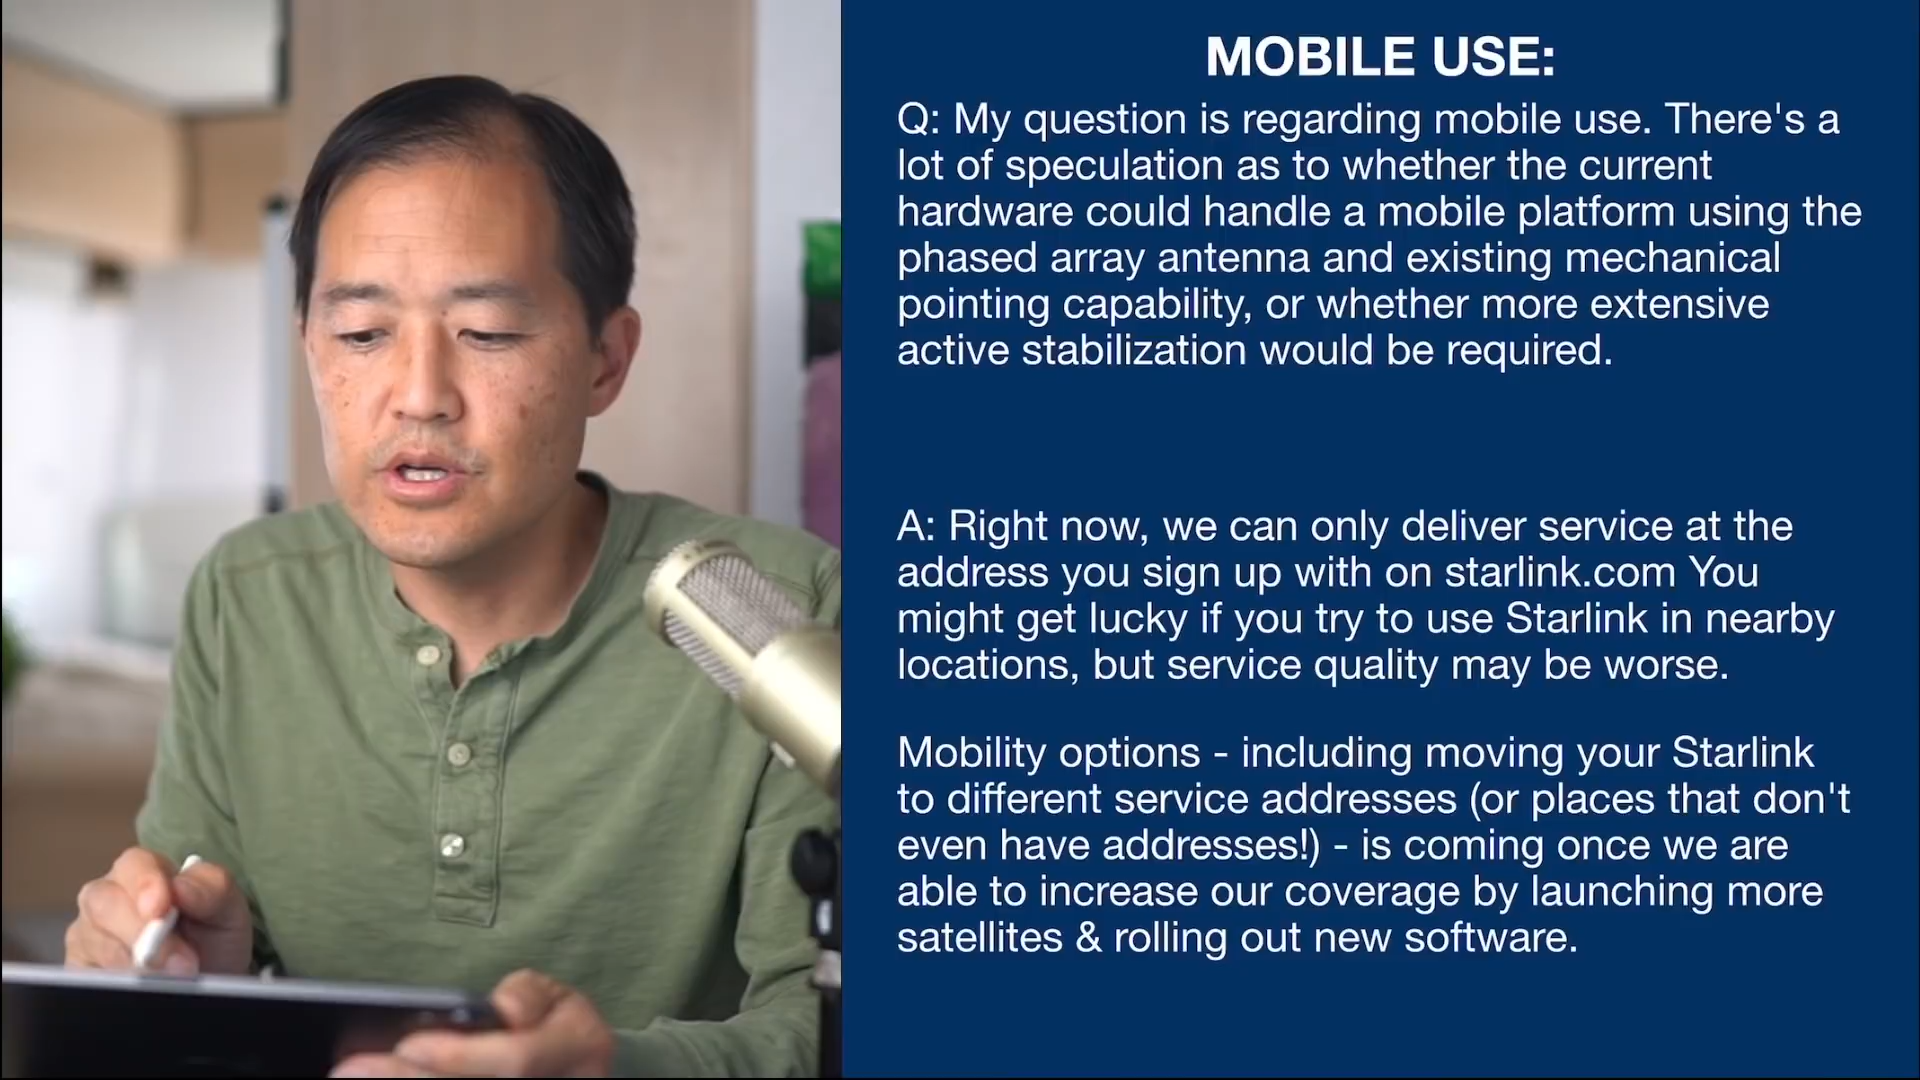 MOBILE USE:
Q: My question is regarding mobile use. There's a
lot of speculation as to whether the current
hardware could handle a mobile platform using the
phased array antenna and existing mechanical
pointing capability, or whether more extensive
active stabilization would be required.
A: Right now, we can only deliver service at the
address you sign up with on starlink.com You
might get lucky if you try to use Starlink in nearby
locations, but service quality may be worse.
Mobility options - including moving your Starlink
to different service addresses (or places that don't
even have addresses!) - is coming once we are
able to increase our coverage by launching more
satellites & rolling out new software.